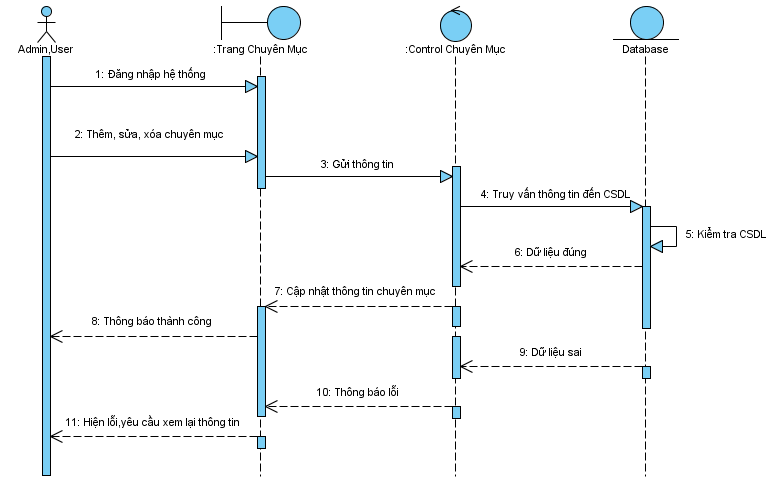 Admin,User
:Trang Chuyên Mục
:Control Chuyên Mục
Database
1: Đăng nhập hệ thống
2: Thêm, sửa, xóa chuyên mục
3: Gửi thông tin
4: Truy vấn thông tin đến CSDL
5: Kiểm tra CSDL
6: Dữ liệu đúng
7: Cập nhật thông tin chuyên mục
8: Thông báo thành công
9: Dữ liệu sai
10: Thông báo lỗi
11: Hiện lỗi,yêu cầu xem lại thông tin